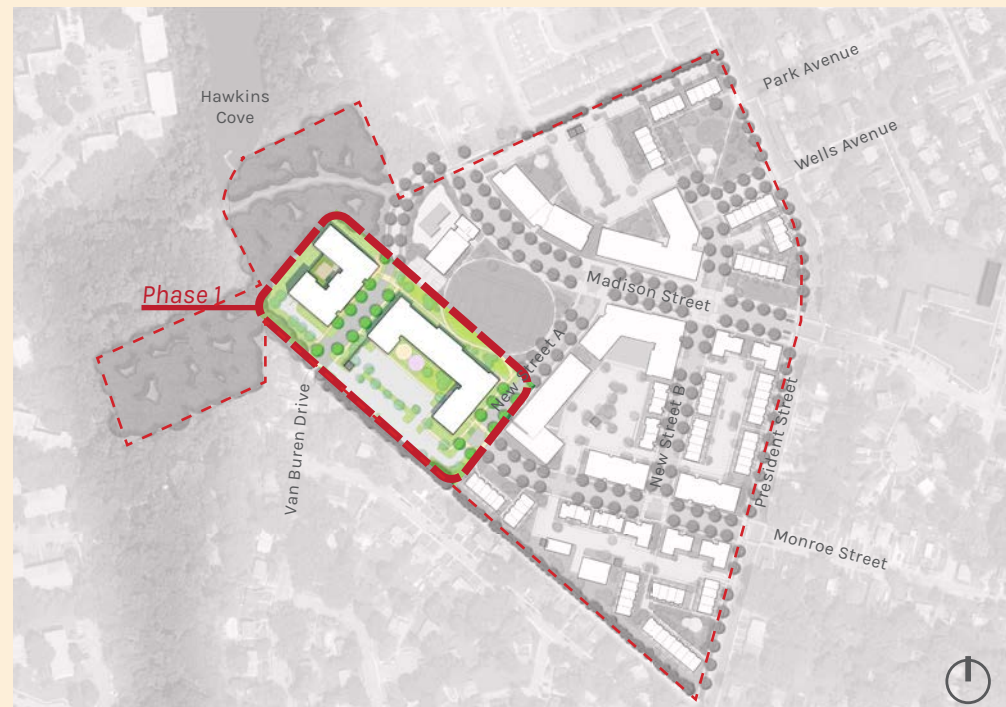 Park Avenue
Hawkins
Cove
Wells Avenue
Phase 1
Madison Street
New Street A
Van Buren Drive
New Street B
President Street
Monroe Street